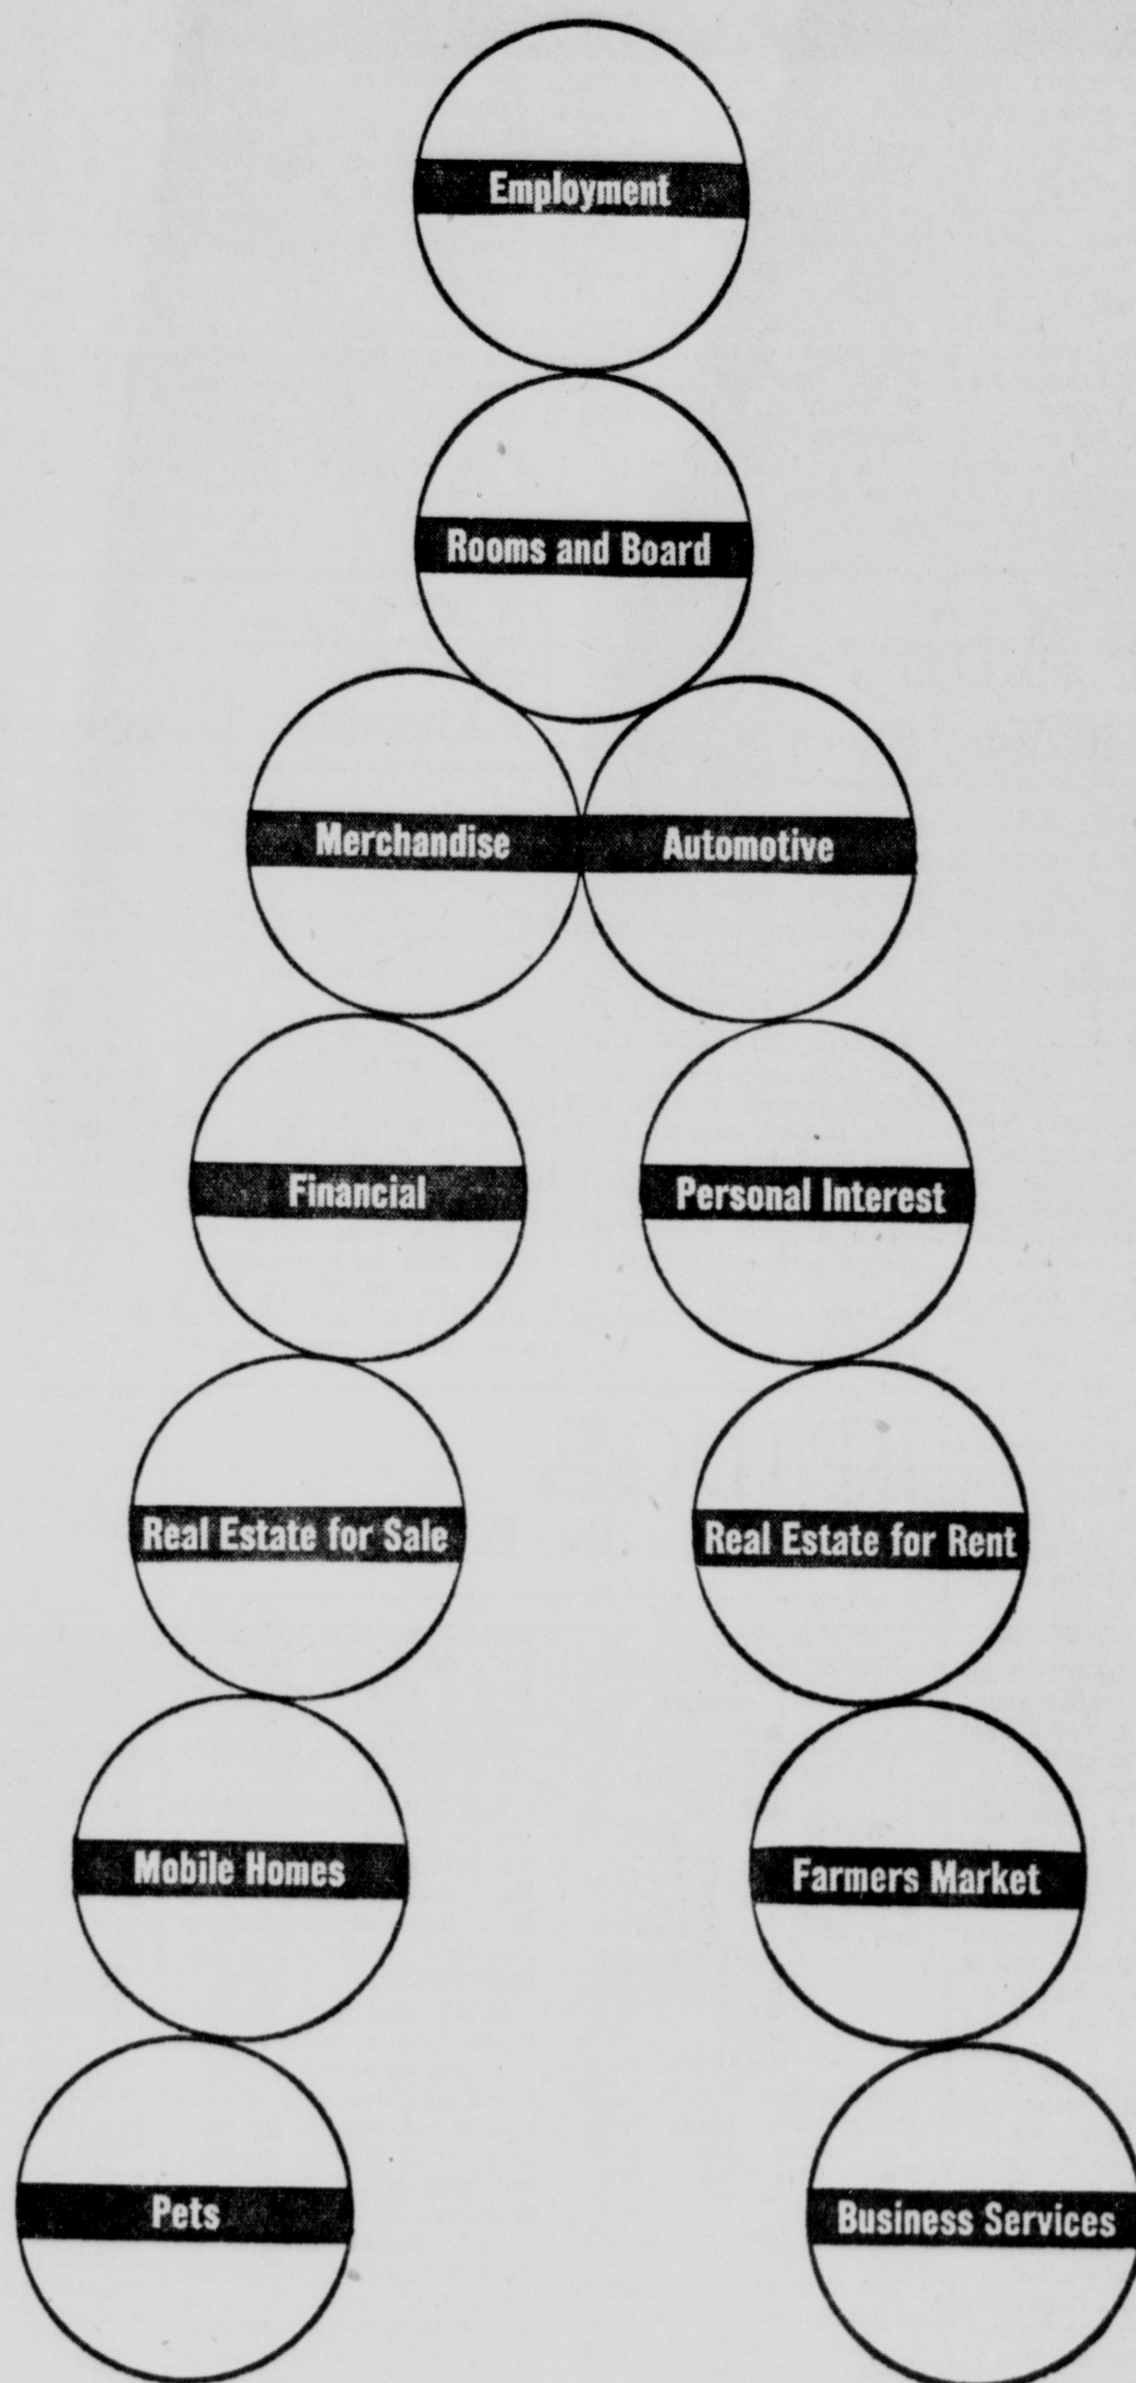 Employment
Rooms and Board
Merchandise
Automotive
Financial
Personal Interest
Real Estate for Sale
Real Estate for Rent
Mobile Homes
Farmers Market
Pets
Business Services